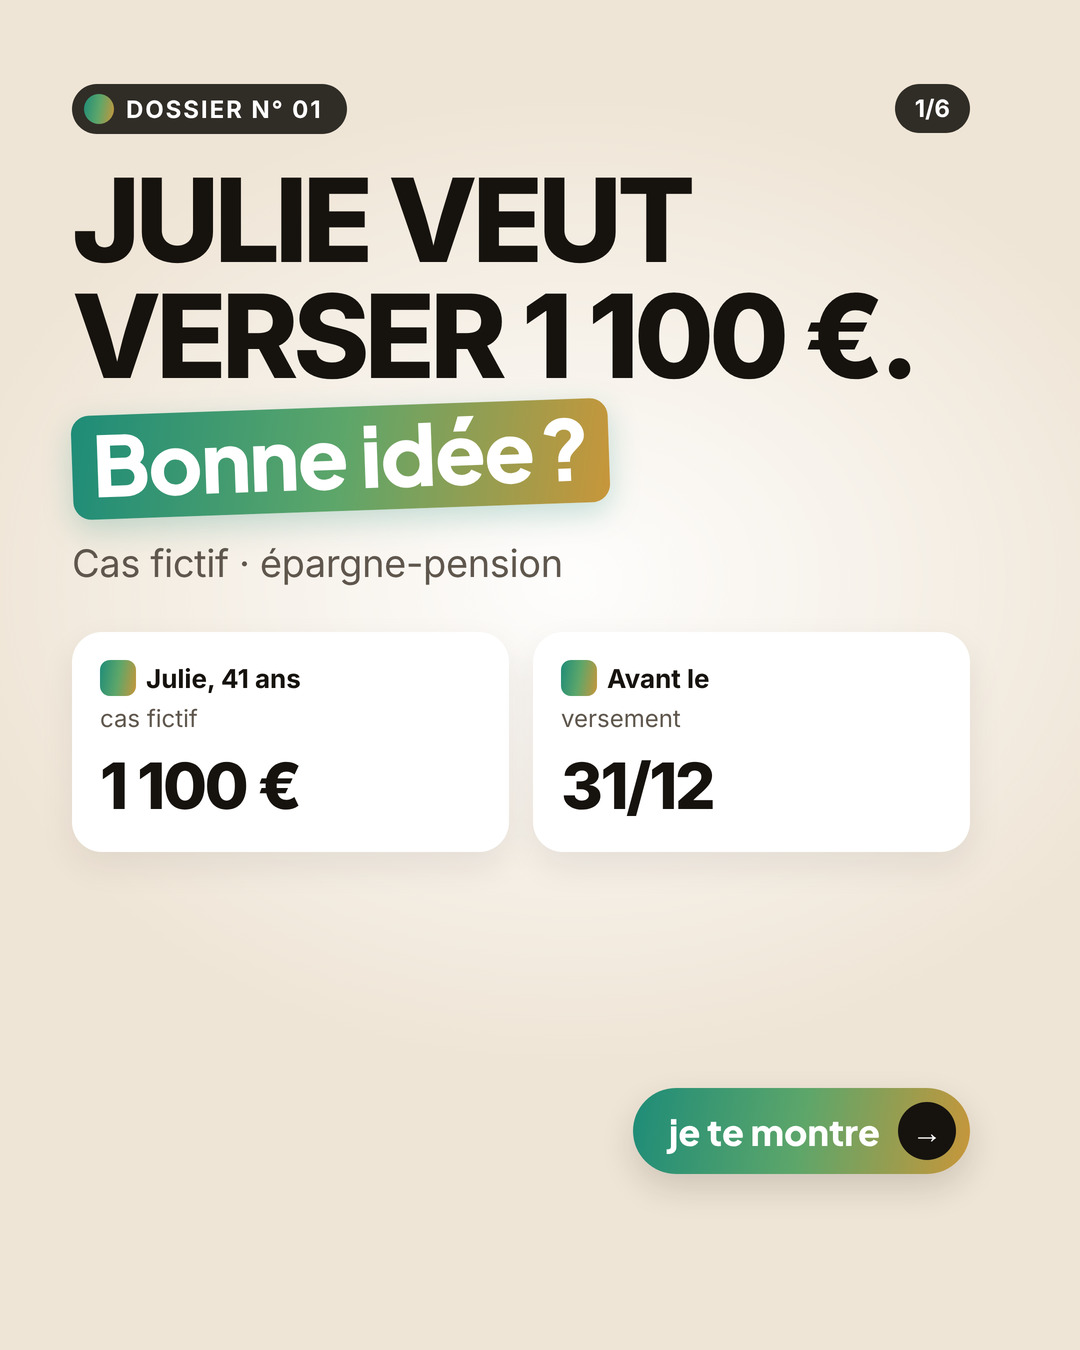 DOSSIER N° 01
1/6
JULIE VEUT
VERSER 1 100 €.
Bonne idée ?
Cas fictif · épargne-pension
Julie, 41 ans
cas fictif
1 100 €
Avant le
versement
31/12
je te montre →